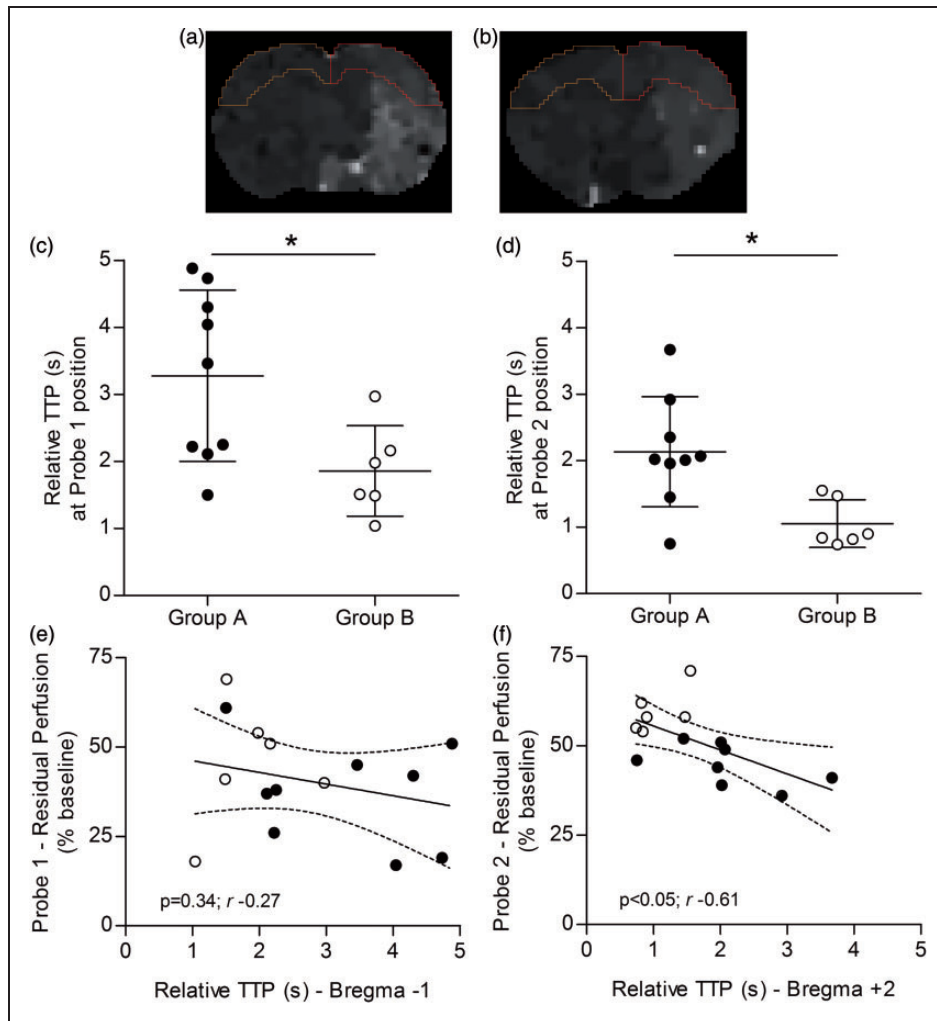 (a)
(b)
(c)
*
5
4
3
2
1
0
Relative TTP (s)
at Probe 1 position
Group A
Group B
(d)
*
5
4
3
2
1
0
Relative TTP (s)
at Probe 2 position
Group A
Group B
(e)
75
50
25
0
Probe 1 - Residual Perfusion
(% baseline)
p=0.34; r -0.27
0
1
2
3
4
5
Relative TTP (s) - Bregma -1
(f)
75
50
25
0
Probe 2 - Residual Perfusion
(% baseline)
p<0.05; r -0.61
0
1
2
3
4
5
Relative TTP (s) - Bregma +2